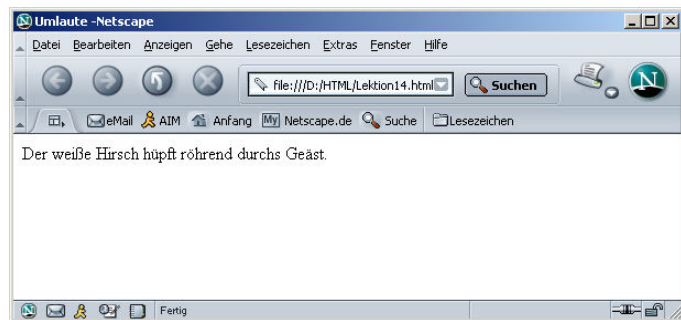 Umlaute -Netscape
Datei Bearbeiten Anzeigen Gehe Lesezeichen Extras Fenster Hilfe
file:///D:/HTML/Lektion14.html Suchen N
eMail AIM Anfang My Netscape.de Suche Lesezeichen
Der weiße Hirsch hüpft röhrend durchs Geäst.
Fertig